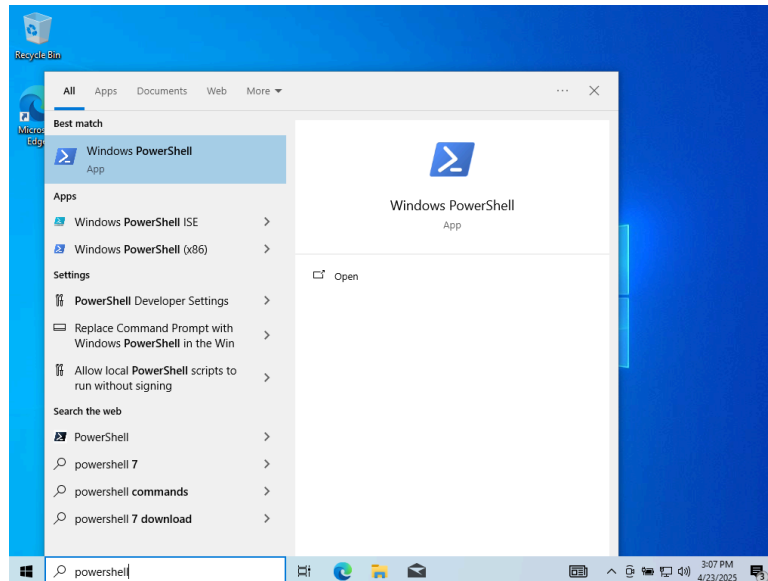 Recycle Bin
Micros
Edge
All Apps Documents Web More
Best match
Windows PowerShell
App
Apps
Windows PowerShell ISE
Windows PowerShell (x86)
Settings
PowerShell Developer Settings
Replace Command Prompt with
Windows PowerShell in the Win
Allow local PowerShell scripts to
run without signing
Search the web
PowerShell
powershell 7
powershell commands
powershell 7 download
Windows PowerShell
App
Open
powershell
3:07 PM
4/23/2025
3